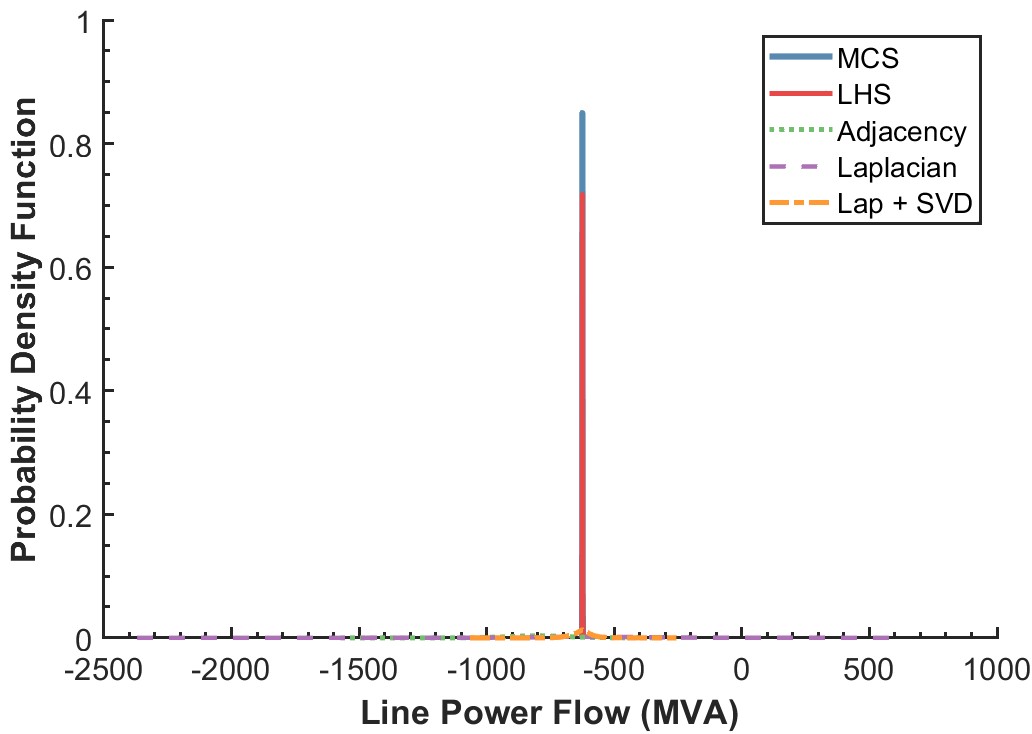 1
0.8
0.6
0.4
0.2
0
Probability Density Function
MCS
LHS
Adjacency
Laplacian
Lap + SVD
-2500 -2000 -1500 -1000 -500 0 500 1000
Line Power Flow (MVA)